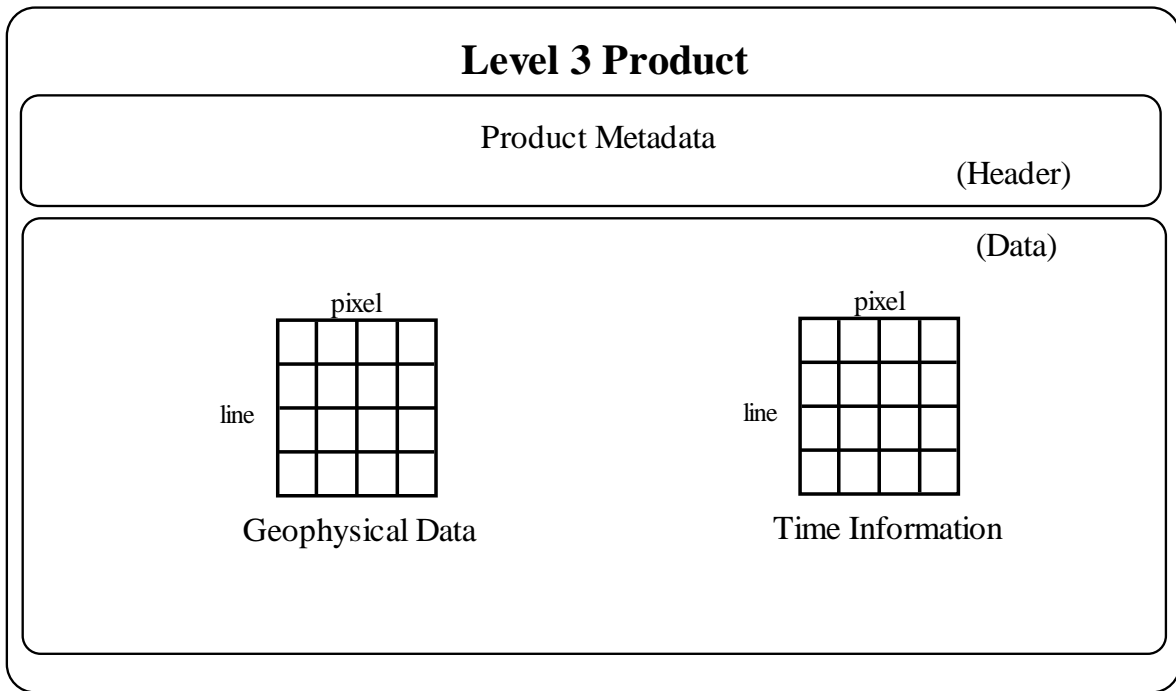 Level 3 Product
Product Metadata
(Header)
(Data)
pixel
line
Geophysical Data
pixel
line
Time Information